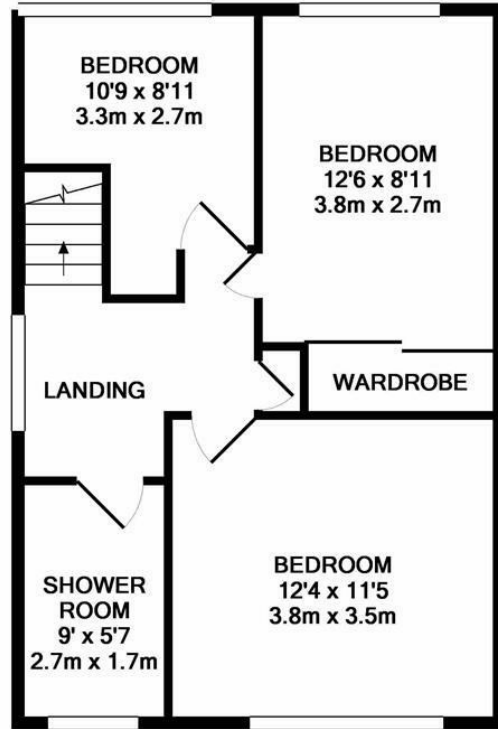 BEDROOM
10'9 x 8'11
3.3m x 2.7m
BEDROOM
12'6 x 8'11
3.8m x 2.7m
WARDROBE
LANDING
BEDROOM
12'4 x 11'5
3.8m x 3.5m
SHOWER
ROOM
9' x 5'7
2.7m x 1.7m